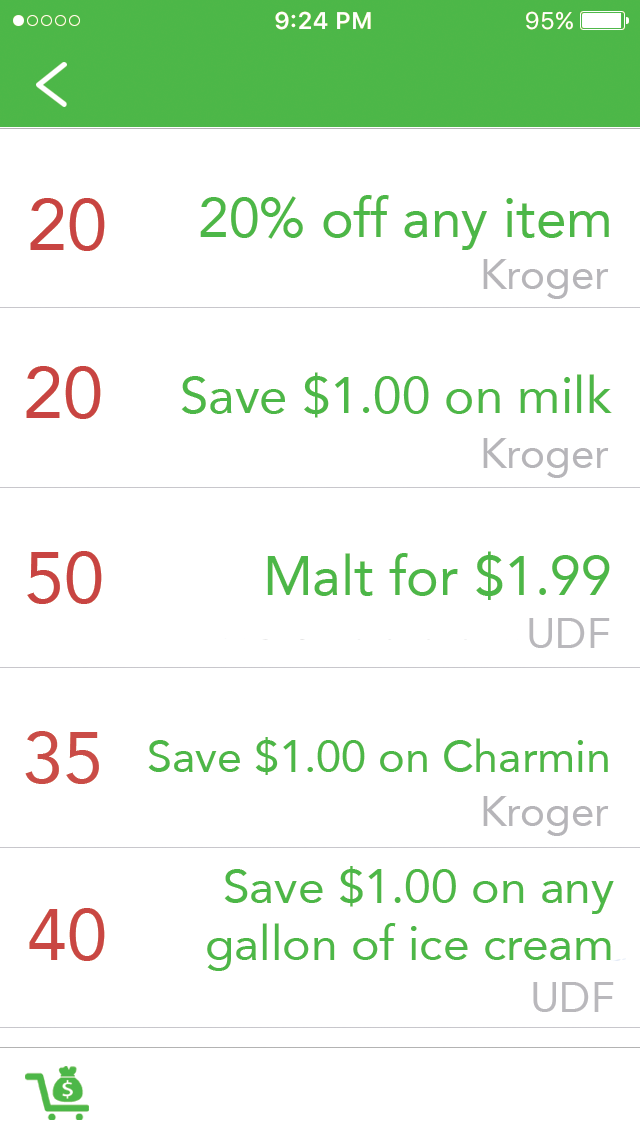 9:24 PM 95%
20 20% off any item
Kroger
20 Save $1.00 on milk
Kroger
50 Malt for $1.99
UDF
35 Save $1.00 on Charmin
Kroger
Save $1.00 on any
40 gallon of ice cream
UDF
$